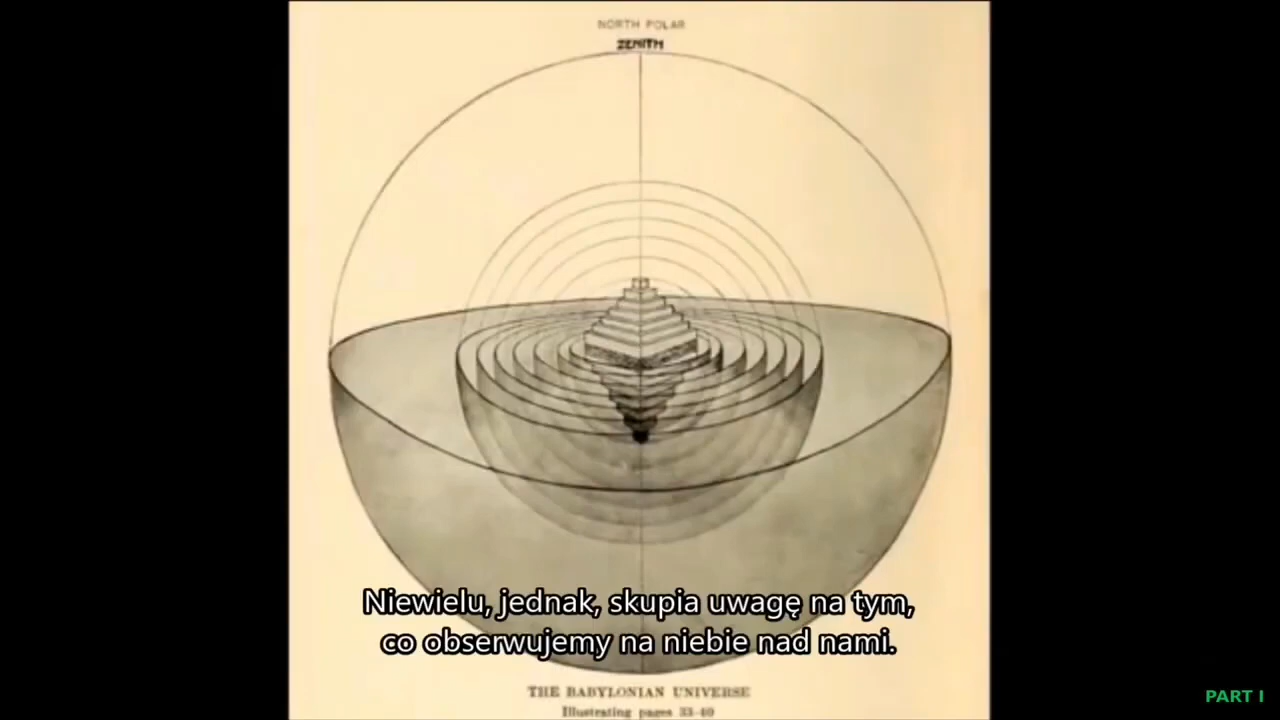 NORTH POLAR
ZENITH
Niewielu, jednak, skupia uwagę na tym,
co obserwujemy na niebie nad nami.
THE BABYLONIAN UNIVERSE
Illustrating pages 33-40
PART I